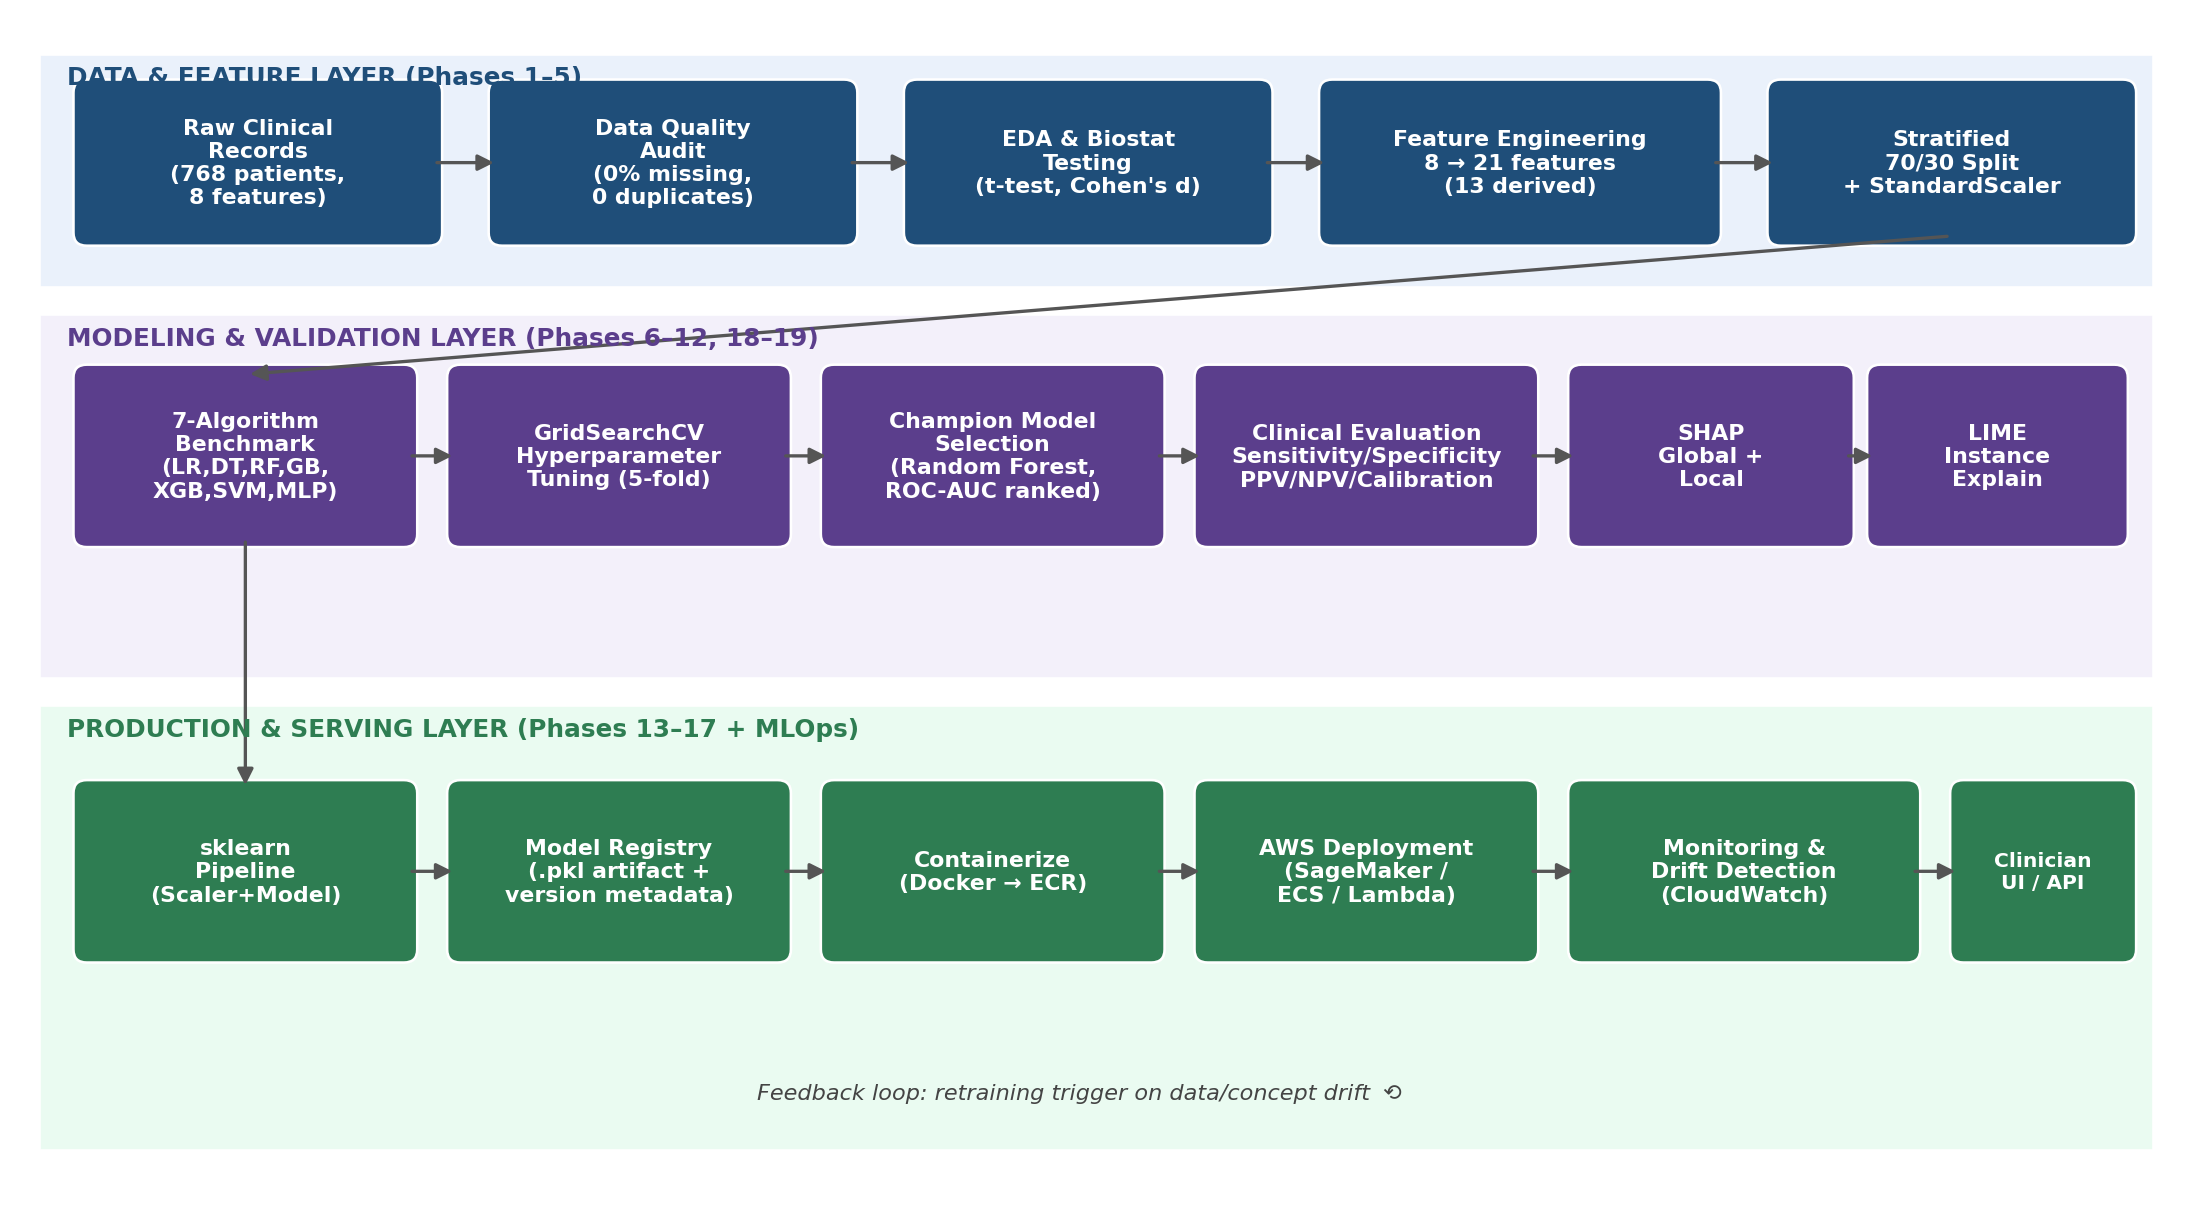 DATA & FEATURE LAYER (Phases 1–5)
Raw Clinical
Records
(768 patients,
8 features)
Data Quality
Audit
(0% missing,
0 duplicates)
EDA & Biostat
Testing
(t-test, Cohen's d)
Feature Engineering
8 → 21 features
(13 derived)
Stratified
70/30 Split
+ StandardScaler
MODELING & VALIDATION LAYER (Phases 6–12, 18–19)
7-Algorithm
Benchmark
(LR,DT,RF,GB,
XGB,SVM,MLP)
GridSearchCV
Hyperparameter
Tuning (5-fold)
Champion Model
Selection
(Random Forest,
ROC-AUC ranked)
Clinical Evaluation
Sensitivity/Specificity
PPV/NPV/Calibration
SHAP
Global +
Local
LIME
Instance
Explain
PRODUCTION & SERVING LAYER (Phases 13–17 + MLOps)
sklearn
Pipeline
(Scaler+Model)
Model Registry
(.pkl artifact +
version metadata)
Containerize
(Docker → ECR)
AWS Deployment
(SageMaker /
ECS / Lambda)
Monitoring &
Drift Detection
(CloudWatch)
Clinician
UI / API
Feedback loop: retraining trigger on data/concept drift ⟲